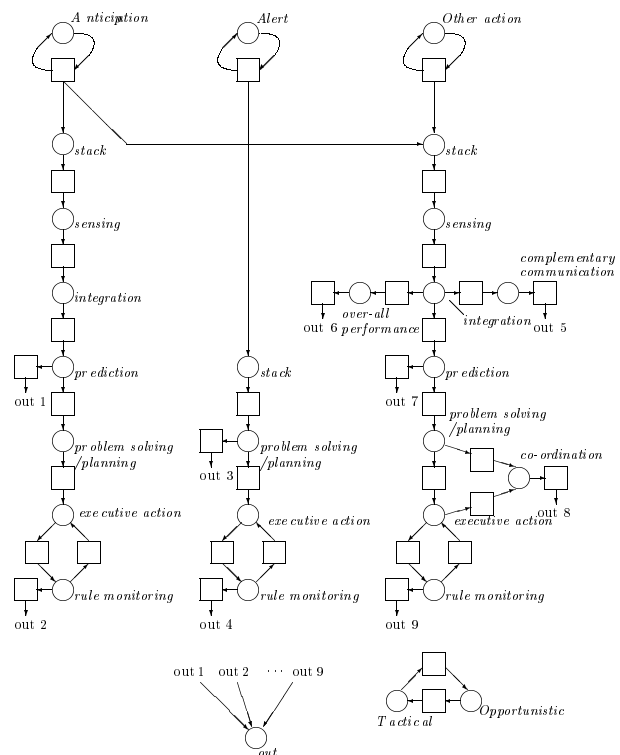 Anticipation
Alert
Other action
stack
stack
sensing
sensing
complementary
communication
integration
over-all
performance
integration
out 6
out 5
prediction
stack
prediction
out 1
out 7
problem solving
/planning
problem solving
/planning
problem solving
/planning
co-ordination
out 3
executive action
executive action
executive action
out 8
rule monitoring
rule monitoring
rule monitoring
out 2
out 4
out 9
out 1 out 2 ··· out 9
Tactical
Opportunistic
out